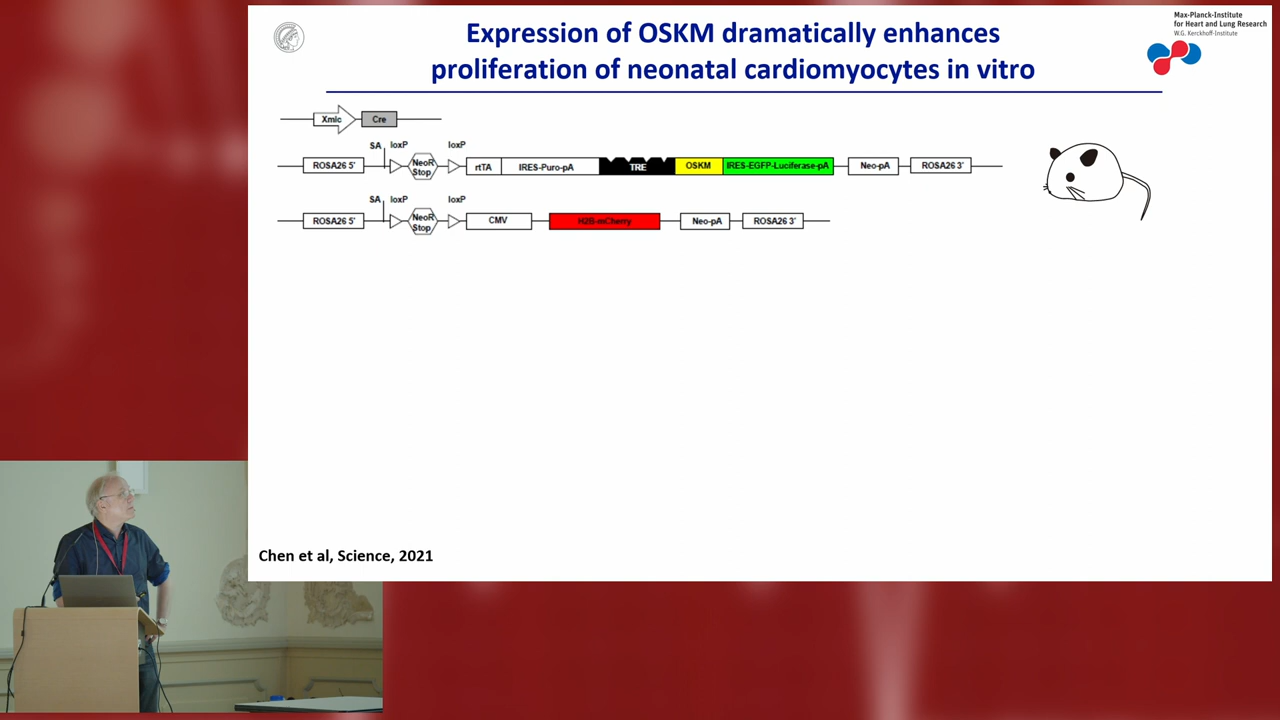 Expression of OSKM dramatically enhances
proliferation of neonatal cardiomyocytes in vitro
Max-Planck-Institute
for Heart and Lung Research
W.G. Kerckhoff-Institute
Xmlc Cre
SA loxP loxP
ROSA26 5' NeoR Stop rtTA IRES-Puro-pA TRE OSKM IRES-EGFP-Luciferase-pA Neo-pA ROSA26 3'
SA loxP loxP
ROSA26 5' NeoR Stop CMV H2B-mCherry Neo-pA ROSA26 3'
Chen et al, Science, 2021